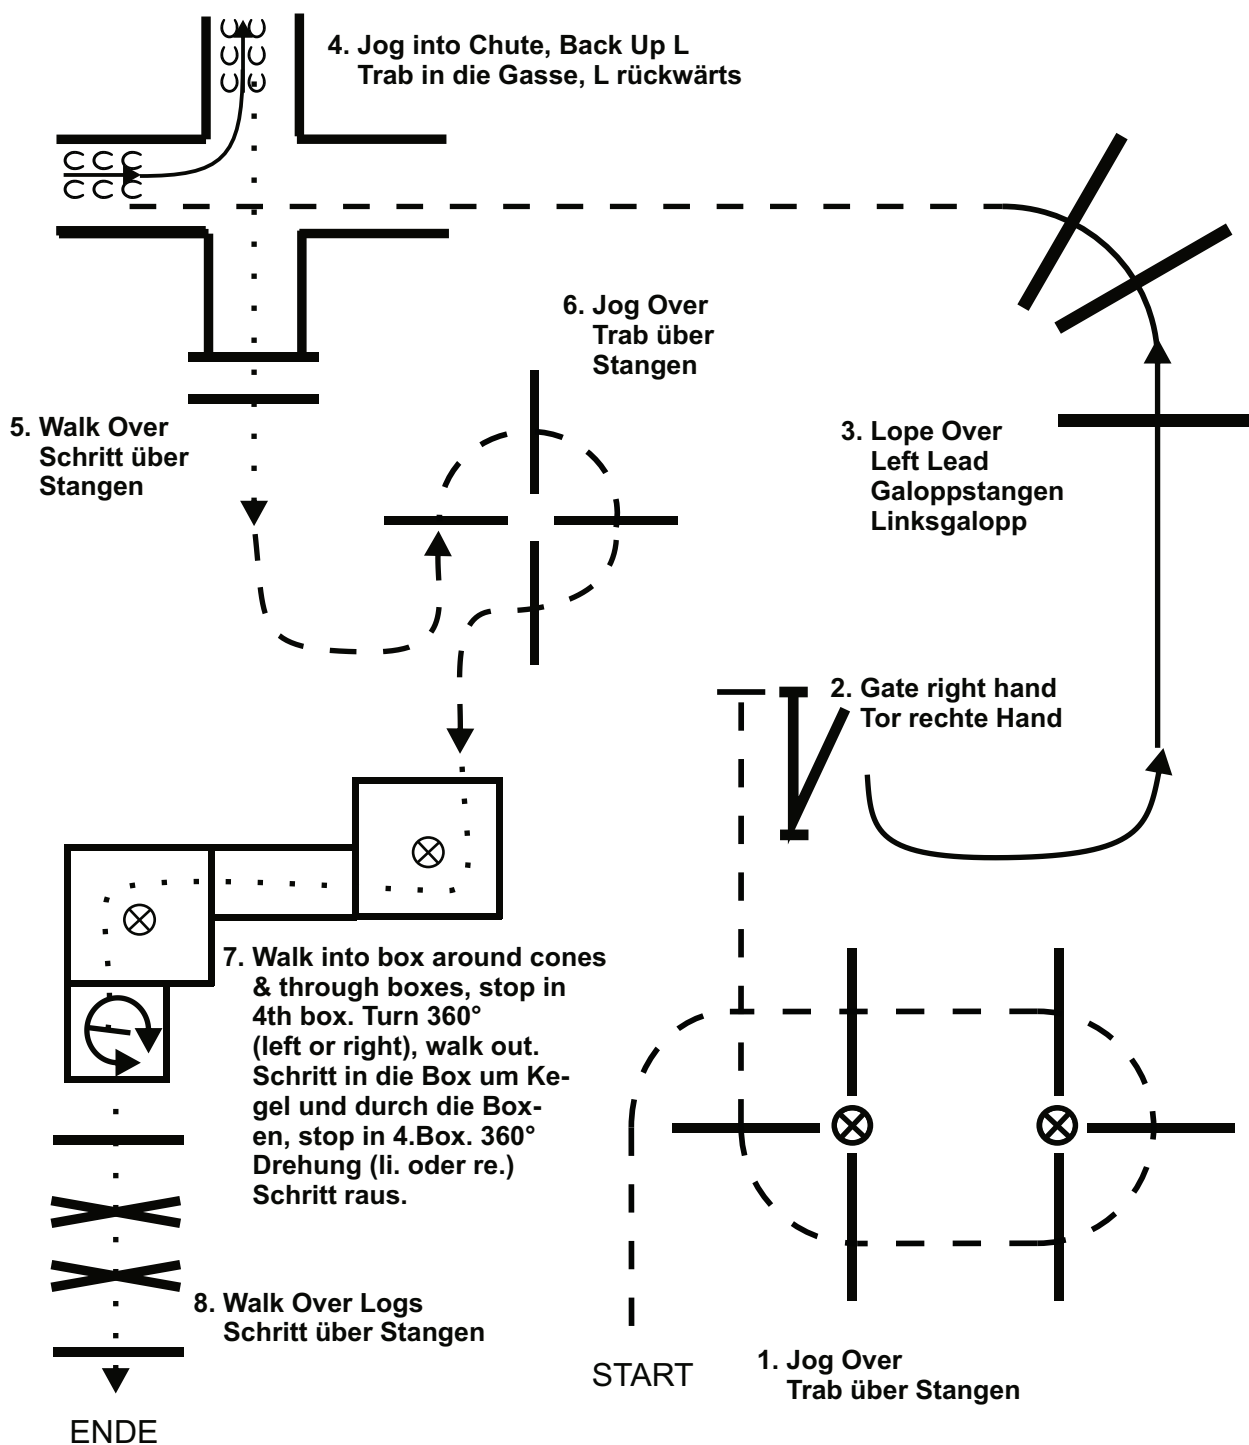 4. Jog into Chute, Back Up L
Trab in die Gasse, L rückwärts
6. Jog Over
Trab über
Stangen
5. Walk Over
Schritt über
Stangen
3. Lope Over
Left Lead
Galoppstangen
Linksgalopp
2. Gate right hand
Tor rechte Hand
7. Walk into box around cones
& through boxes, stop in
4th box. Turn 360°
(left or right), walk out.
Schritt in die Box um Ke-
gel und durch die Box-
en, stop in 4.Box. 360°
Drehung (li. oder re.)
Schritt raus.
8. Walk Over Logs
Schritt über Stangen
START
1. Jog Over
Trab über Stangen
ENDE